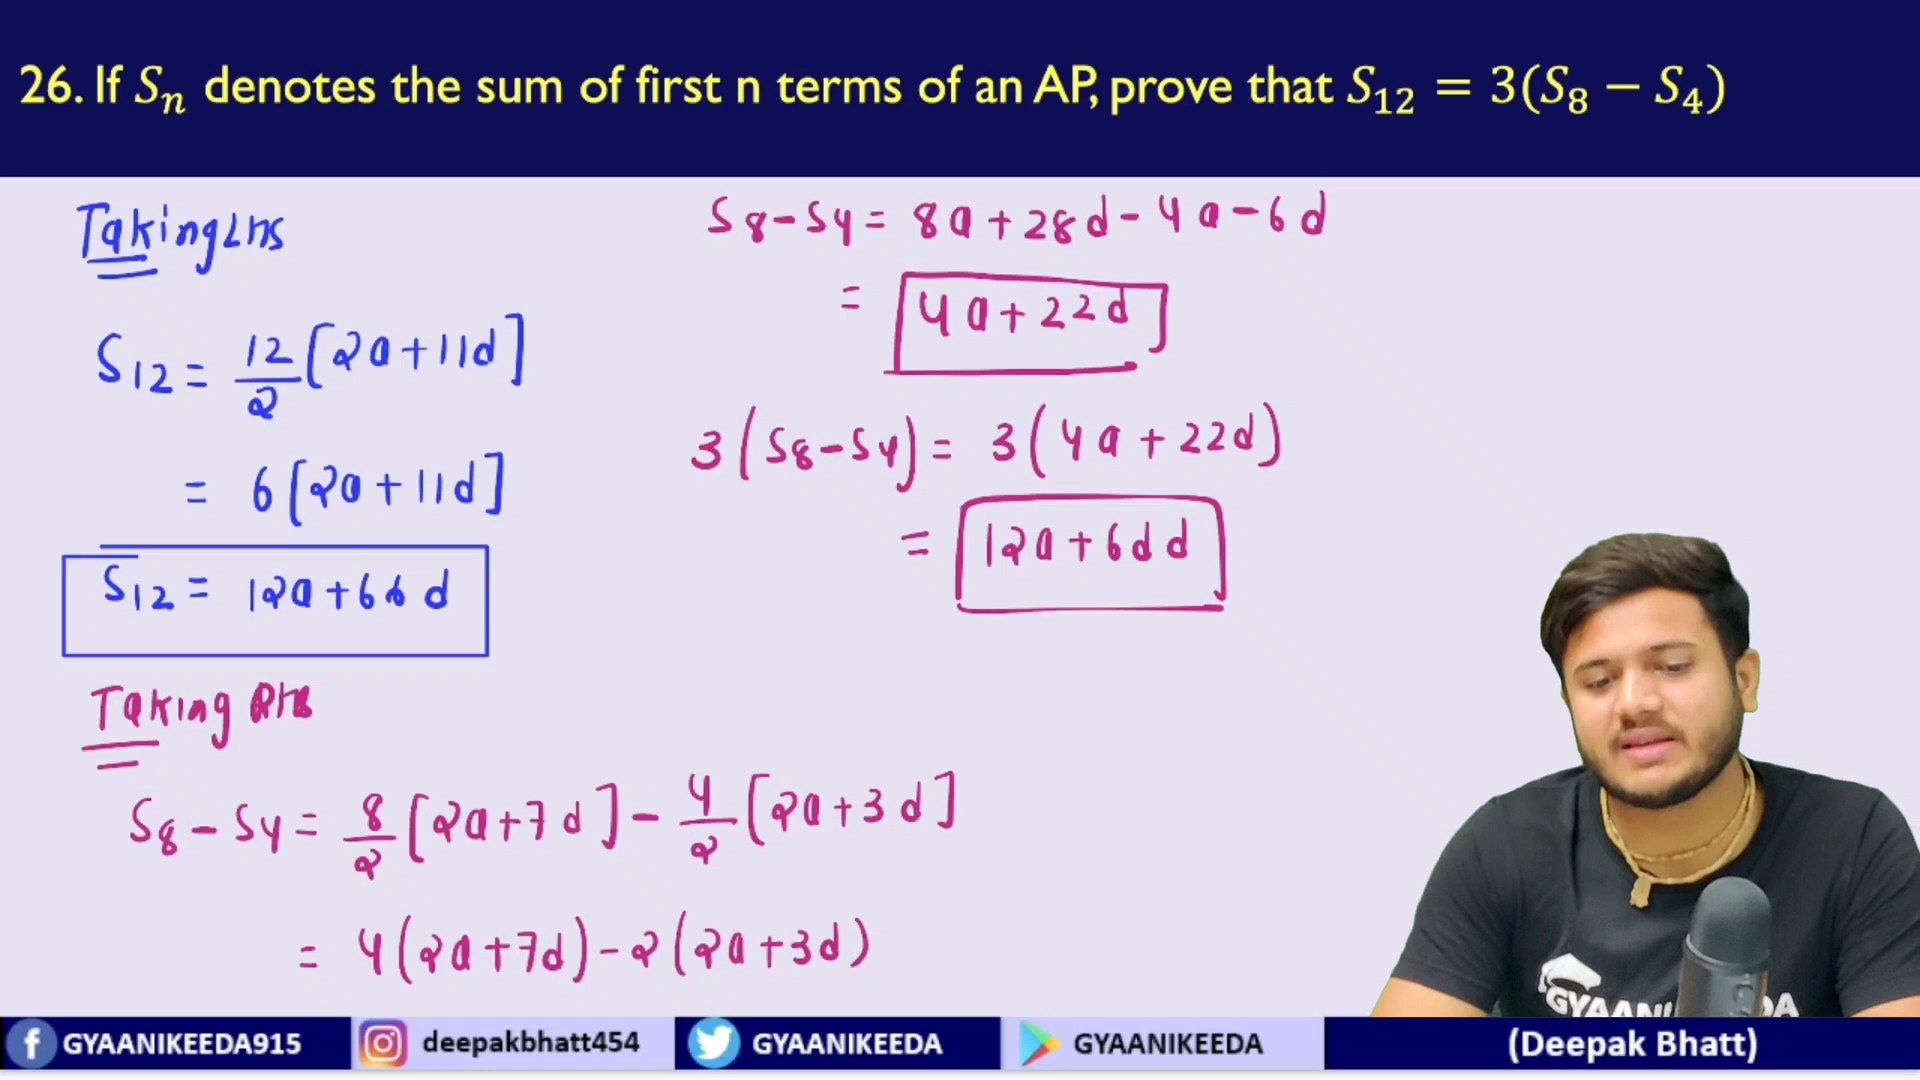 26. If Sₙ denotes the sum of first n terms of an AP, prove that S₁₂ = 3(S₈ − S₄)
Taking LHS
S₁₂ = 12/2 [2a+11d]
= 6[2a+11d]
S₁₂ = 12a+66d
Taking RHS
S₈ − S₄ = 8/2 [2a+7d] − 4/2 [2a+3d]
= 4(2a+7d) − 2(2a+3d)
S₈ − S₄ = 8a+28d − 4a − 6d
= 4a+22d
3(S₈ − S₄) = 3(4a+22d)
= 12a+66d
GYAANIKEEDA
GYAANIKEEDA915
deepakbhatt454
GYAANIKEEDA
GYAANIKEEDA
(Deepak Bhatt)